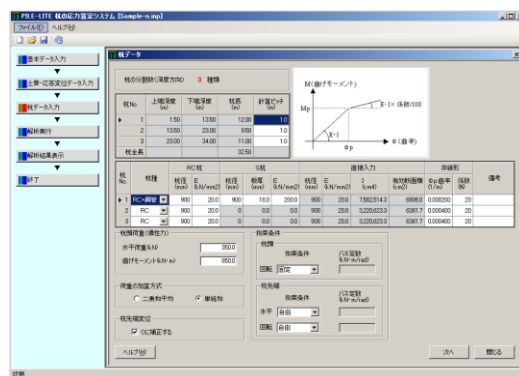 PILE-LITE 杭の応力算定システム [Sample-n.inp]
ファイル(F) ヘルプ(H)
基本データ入力
▼
土質・応答変位データ入力
▼
杭データ入力
▼
解析実行
▼
解析結果表示
▼
終了
杭データ
杭の分割数(深度方向) 3 種類
杭No. 上端深度(m) 下端深度(m) 杭長(m) 計算ピッチ(m)
1 1.50 13.50 12.00 1.0
2 13.50 23.00 9.50 1.0
3 23.00 34.00 11.00 1.0
杭全長 32.50
M(曲げモーメント)
Mp
E・I× 係数/100
E・I
Φp
Φ(曲率)
RC杭 S杭 直接入力 非線形
杭No. 杭種 杭径(mm) E(kN/mm2) 杭径(mm) 板厚(mm) E(kN/mm2) 杭径(mm) E(kN/mm2) I(cm4) 有効断面積(cm2) Φp:曲率(1/m) 係数(%) 備考
1 RC+鋼管 900 20.0 900 16.0 200.0 900 20.0 7,562,514.3 6806.0 0.000200 20
2 RC 900 20.0 0 0.0 0.0 900 20.0 3,220,623.3 6361.7 0.000400 20
3 RC 900 20.0 0 0.0 0.0 900 20.0 3,220,623.3 6361.7 0.000400 20
杭頭荷重(慣性力)
水平荷重(kN) 350.0
曲げモーメント(kN・m) 850.0
荷重の加算方式
二乗和平均 単純和
杭先端変位
0に補正する
拘束条件
杭頭
拘束条件 バネ定数(kN・m/rad)
回転 固定
杭先端
拘束条件 バネ定数(kN・m/rad)
水平 自由
回転 自由
ヘルプ(H) 次へ 閉じる